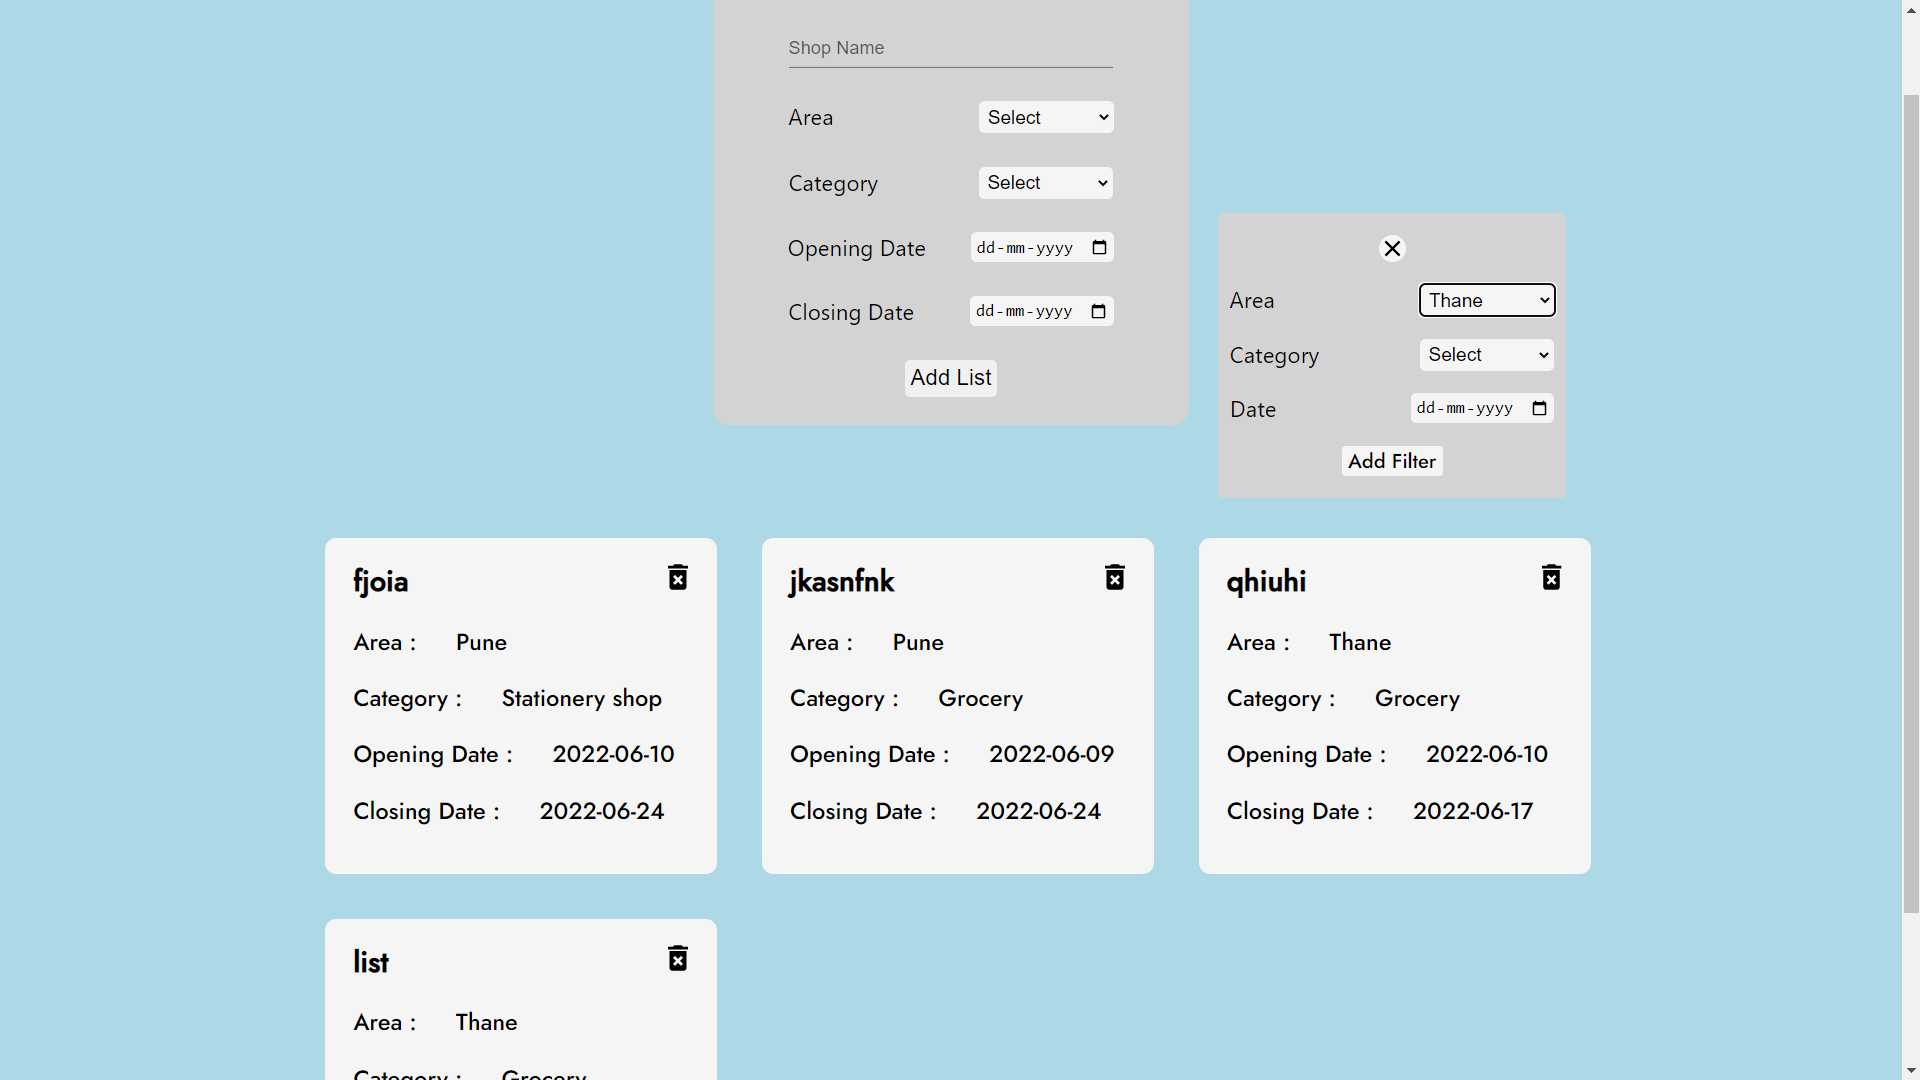 Shop Name
Area Select
Category Select
Opening Date dd-mm-yyyy
Closing Date dd-mm-yyyy
Add List
Area Thane
Category Select
Date dd-mm-yyyy
Add Filter
fjoia
Area : Pune
Category : Stationery shop
Opening Date : 2022-06-10
Closing Date : 2022-06-24
jkasnfnk
Area : Pune
Category : Grocery
Opening Date : 2022-06-09
Closing Date : 2022-06-24
qhiuhi
Area : Thane
Category : Grocery
Opening Date : 2022-06-10
Closing Date : 2022-06-17
list
Area : Thane
Category : Grocery